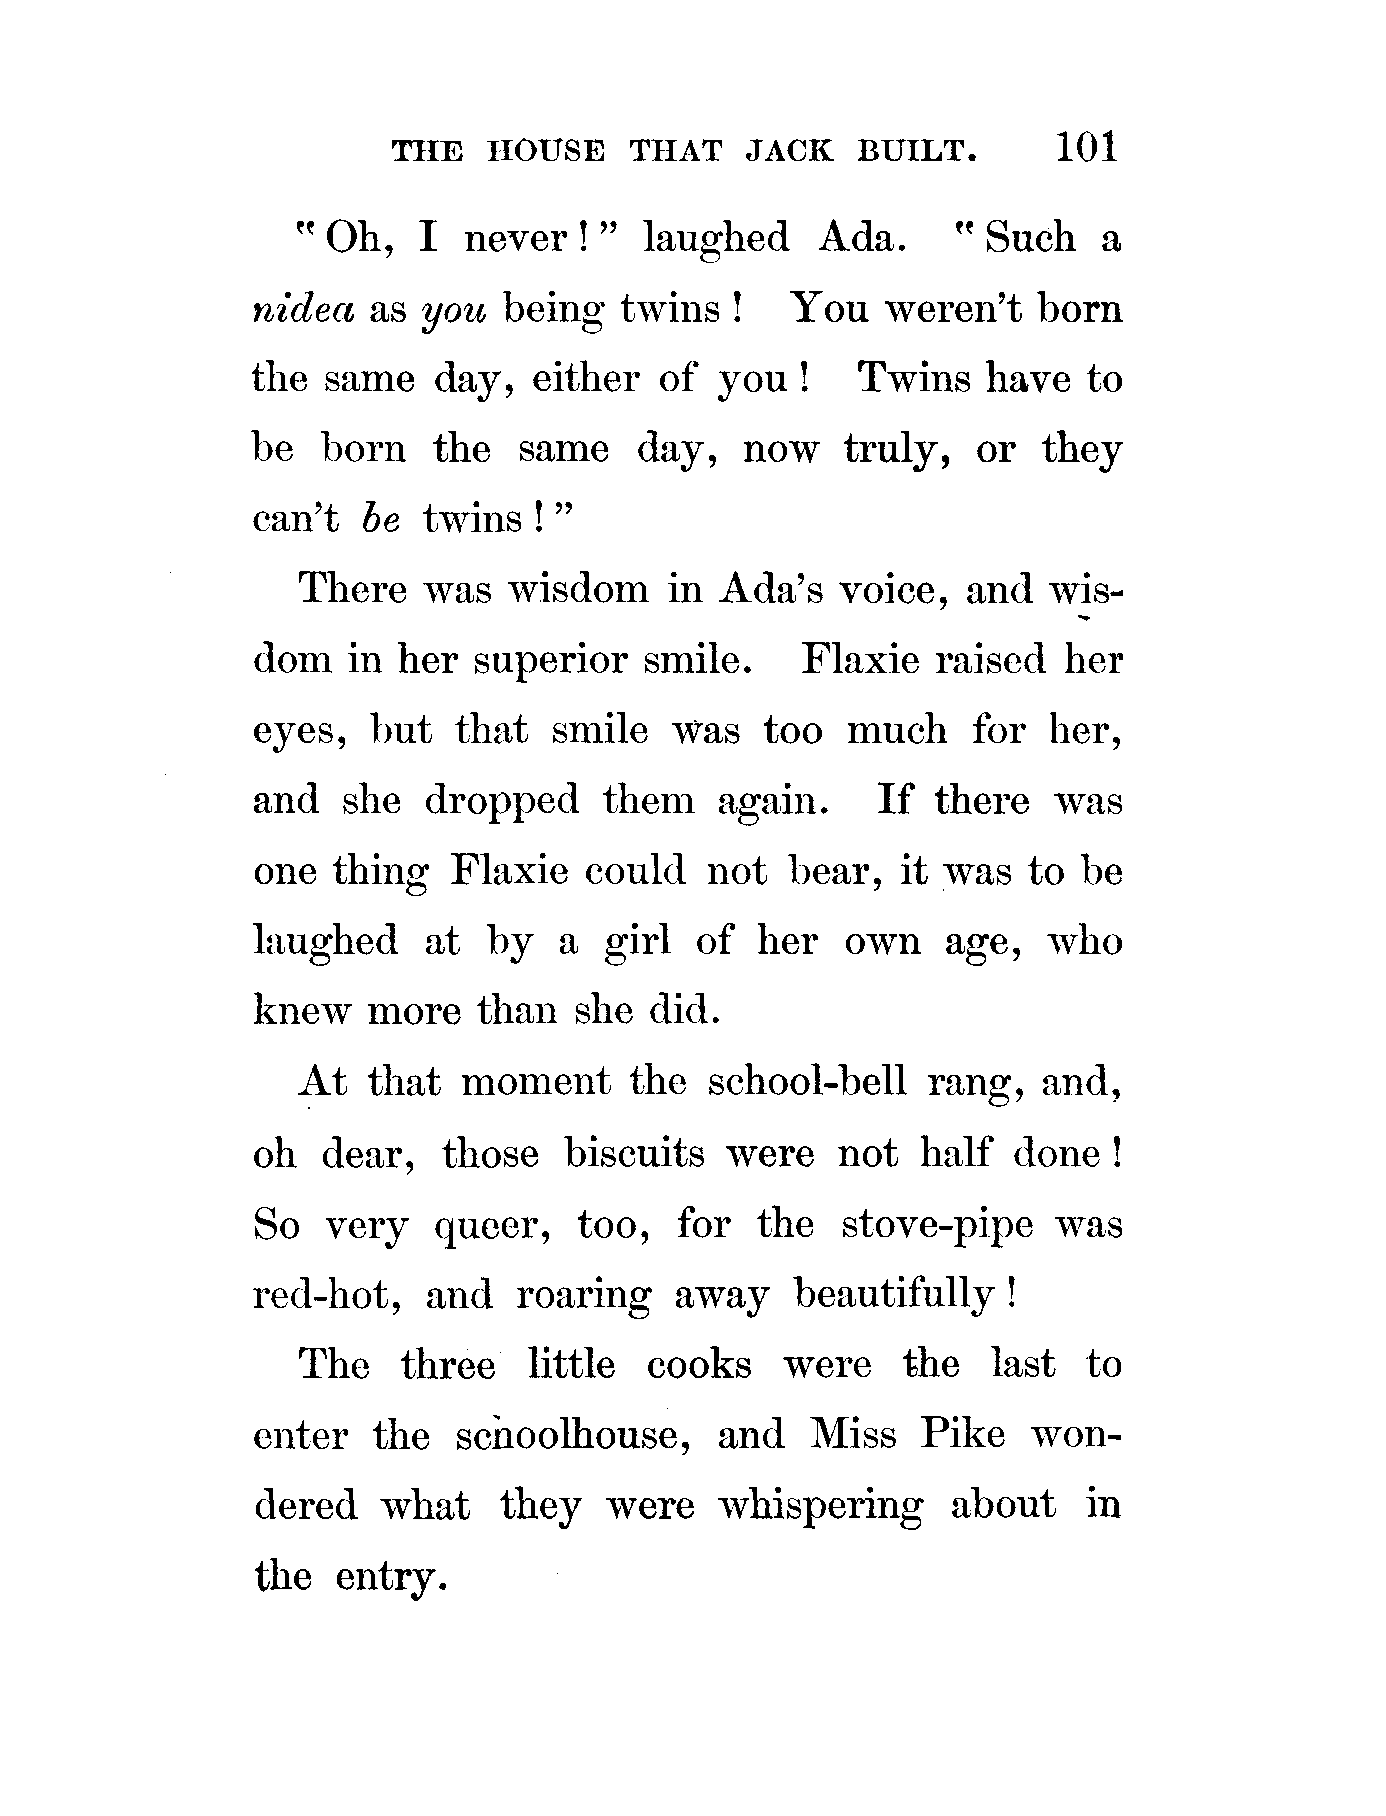 THE HOUSE THAT JACK BUILT. 101
"Oh, I never!" laughed Ada. "Such a
nidea as you being twins! You weren't born
the same day, either of you! Twins have to
be born the same day, now truly, or they
can't be twins!"
There was wisdom in Ada's voice, and wis-
dom in her superior smile. Flaxie raised her
eyes, but that smile was too much for her,
and she dropped them again. If there was
one thing Flaxie could not bear, it was to be
laughed at by a girl of her own age, who
knew more than she did.
At that moment the school-bell rang, and,
oh dear, those biscuits were not half done!
So very queer, too, for the stove-pipe was
red-hot, and roaring away beautifully!
The three little cooks were the last to
enter the schoolhouse, and Miss Pike won-
dered what they were whispering about in
the entry.